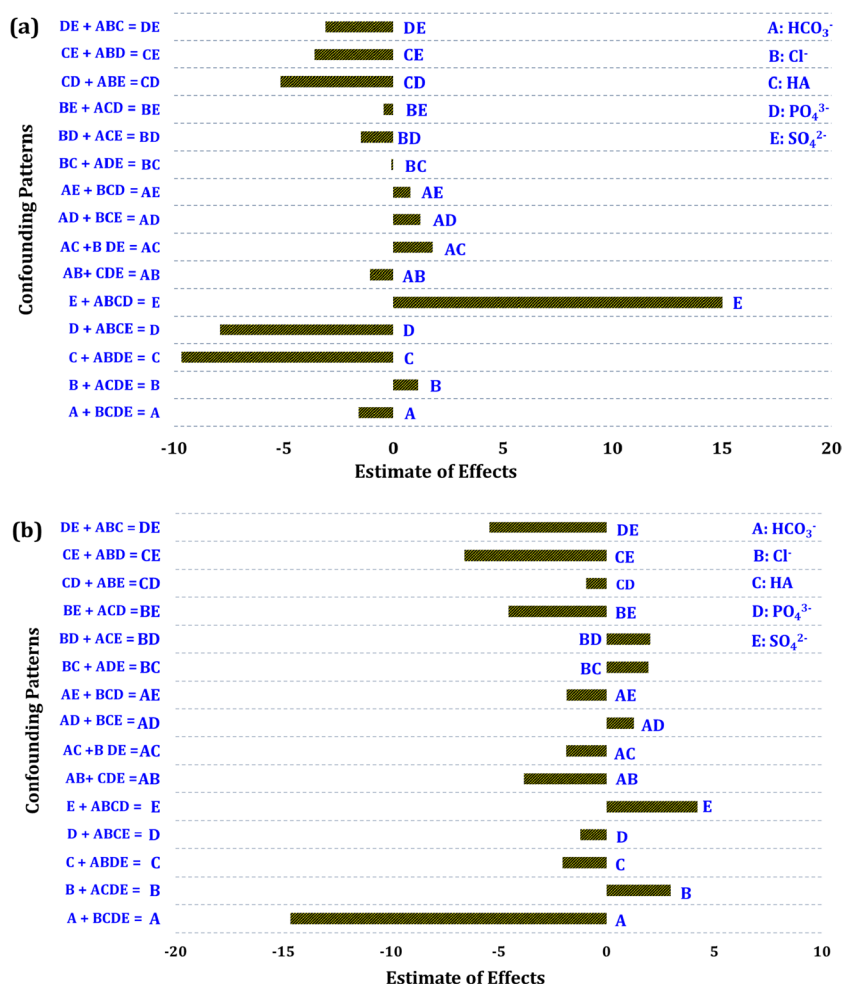 (a)
DE + ABC = DE DE A: HCO₃⁻
CE + ABD = CE CE B: Cl⁻
CD + ABE = CD CD C: HA
BE + ACD = BE BE D: PO₄³⁻
BD + ACE = BD BD E: SO₄²⁻
BC + ADE = BC BC
AE + BCD = AE AE
AD + BCE = AD AD
AC +B DE = AC AC
AB+ CDE = AB AB
E + ABCD = E E
D + ABCE = D D
C + ABDE = C C
B + ACDE = B B
A + BCDE = A A
Confounding Patterns
-10 -5 0 5 10 15 20
Estimate of Effects
(b)
DE + ABC = DE DE A: HCO₃⁻
CE + ABD = CE CE B: Cl⁻
CD + ABE = CD CD C: HA
BE + ACD = BE BE D: PO₄³⁻
BD + ACE = BD BD E: SO₄²⁻
BC + ADE = BC BC
AE + BCD = AE AE
AD + BCE = AD AD
AC +B DE = AC AC
AB+ CDE = AB AB
E + ABCD = E E
D + ABCE = D D
C + ABDE = C C
B + ACDE = B B
A + BCDE = A A
Confounding Patterns
-20 -15 -10 -5 0 5 10
Estimate of Effects